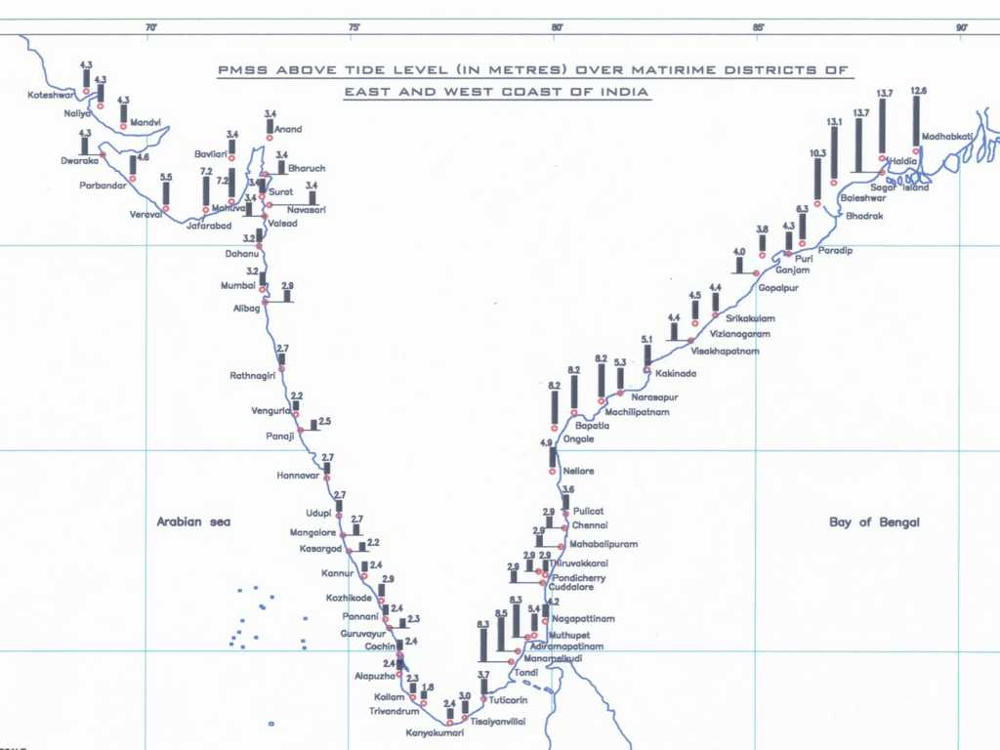 70°
75°
80°
85°
90°
PMSS ABOVE TIDE LEVEL (IN METRES) OVER MATIRIME DISTRICTS OF
EAST AND WEST COAST OF INDIA
4.3
Koteshwar
4.3
Naliya
4.3
Mandvi
4.3
Dwaraka
4.6
Porbandar
5.5
Veraval
7.2
Jafarabad
7.2
Mahuva
3.4
Bavliari
3.4
Anand
3.4
Bharuch
3.4
Surat
3.4
Navasari
3.4
Valsad
3.2
Dahanu
3.2
Mumbai
2.9
Alibag
2.7
Rathnagiri
2.2
Vengurla
2.5
Panaji
2.7
Honnavar
2.7
Udupi
2.7
Mangalore
2.2
Kasargod
2.4
Kannur
2.9
Kozhikode
2.4
Ponnani
2.3
Guruvayur
2.4
Cochin
2.4
Alapuzha
2.3
Kollam
1.8
Trivandrum
2.4
Kanyakumari
3.0
Tisaiyanvillai
3.7
Tuticorin
8.3
Tondi
8.5
Manamelkudi
8.3
Adiramapatinam
5.4
Muthupet
4.2
Nagapattinam
2.9
Cuddalore
2.9
Pondicherry
2.9
Thiruvakkarai
2.9
Mahabalipuram
2.9
Chennai
3.6
Pulicat
4.9
Nellore
8.2
Ongole
8.2
Bapatla
8.2
Machilipatnam
5.3
Narasapur
5.1
Kakinada
4.4
Visakhapatnam
4.5
Vizianagaram
4.4
Srikakulam
4.0
Gopalpur
3.8
Ganjam
4.3
Puri
6.3
Paradip
10.3
Bhadrak
13.1
Baleshwar
13.7
Sagar Island
13.7
Haldia
12.6
Madhabkati
Arabian sea
Bay of Bengal